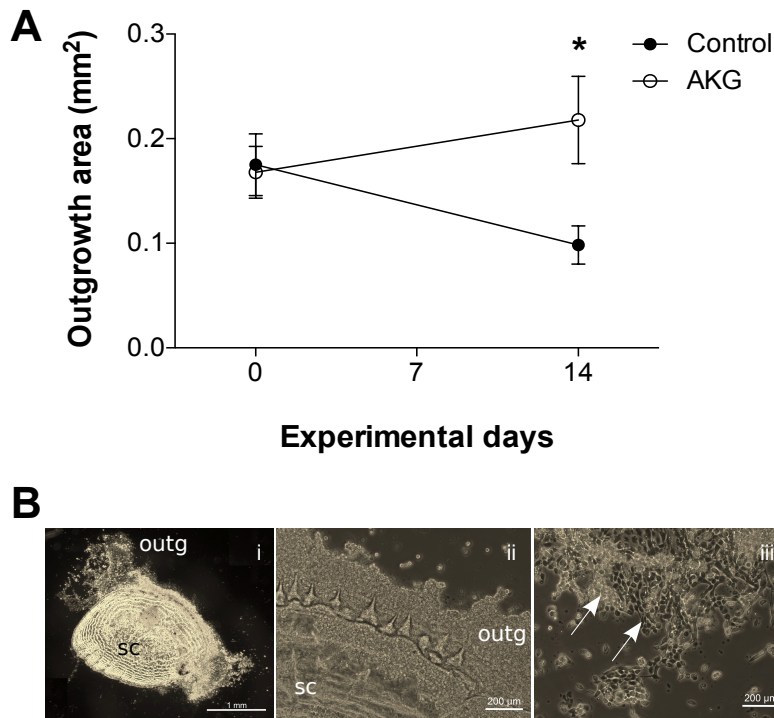 A
Outgrowth area (mm²)
0.3
0.2
0.1
0.0
*
Control
AKG
0 7 14
Experimental days
B
outg
i
sc
1 mm
ii
outg
sc
200 µm
iii
200 µm